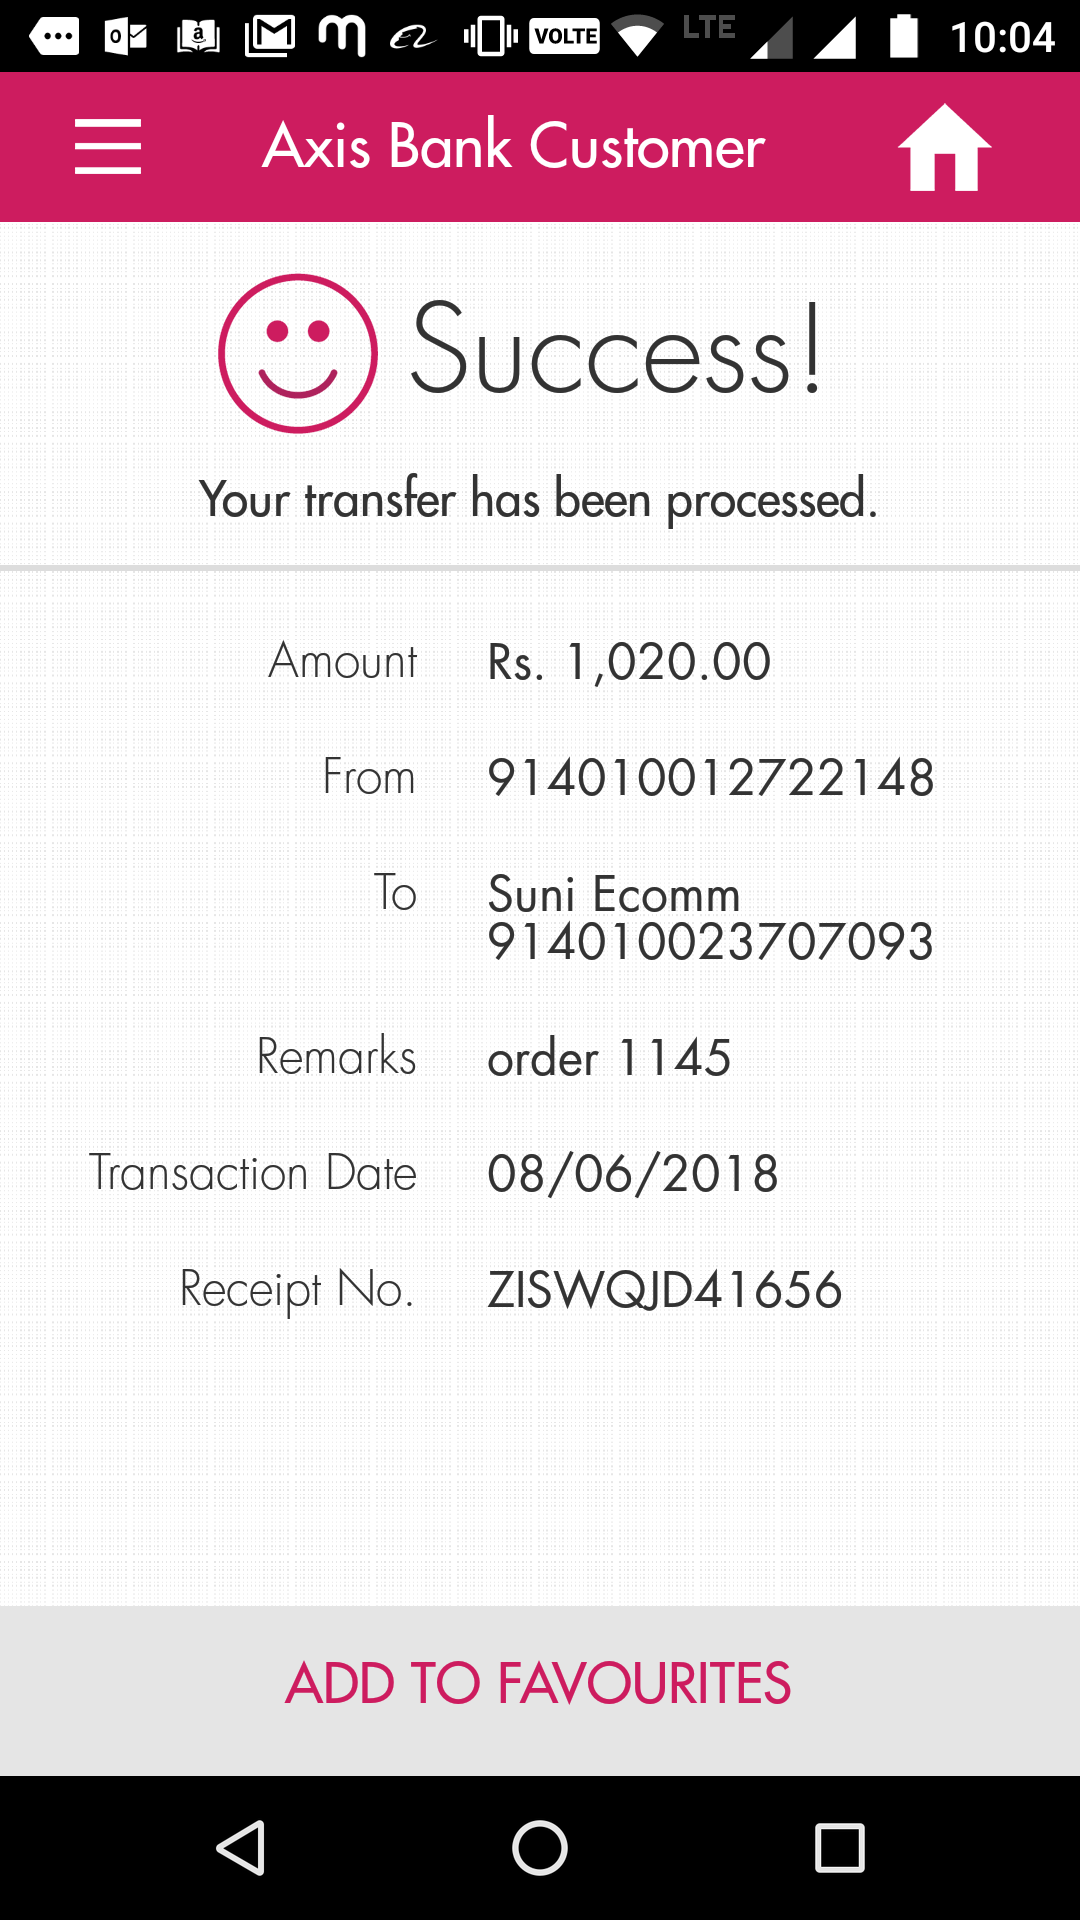 VOLTE LTE 10:04
Axis Bank Customer
Success!
Your transfer has been processed.
Amount Rs. 1,020.00
From 914010012722148
To Suni Ecomm
914010023707093
Remarks order 1145
Transaction Date 08/06/2018
Receipt No. ZISWQJD41656
ADD TO FAVOURITES